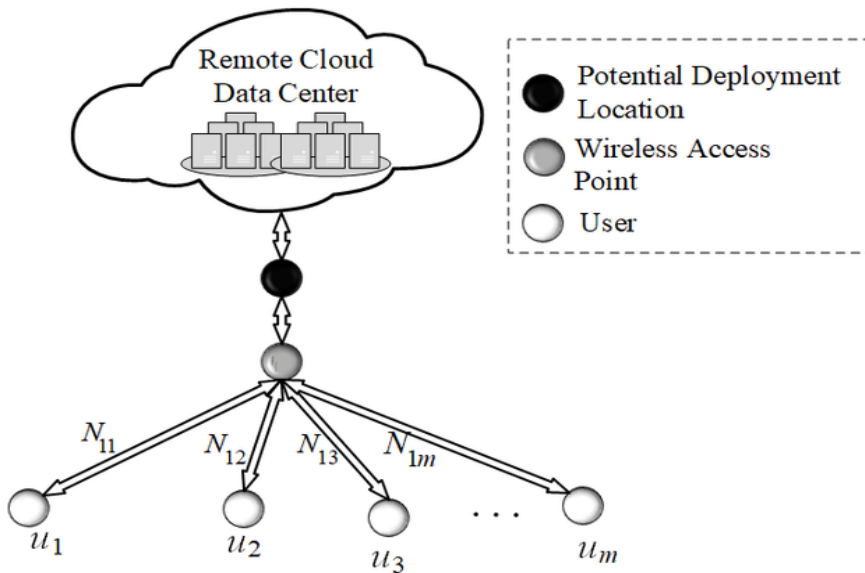 Remote Cloud
Data Center
Potential Deployment
Location
Wireless Access
Point
User
N11
N12
N13
N1m
u1
u2
u3
. . .
um